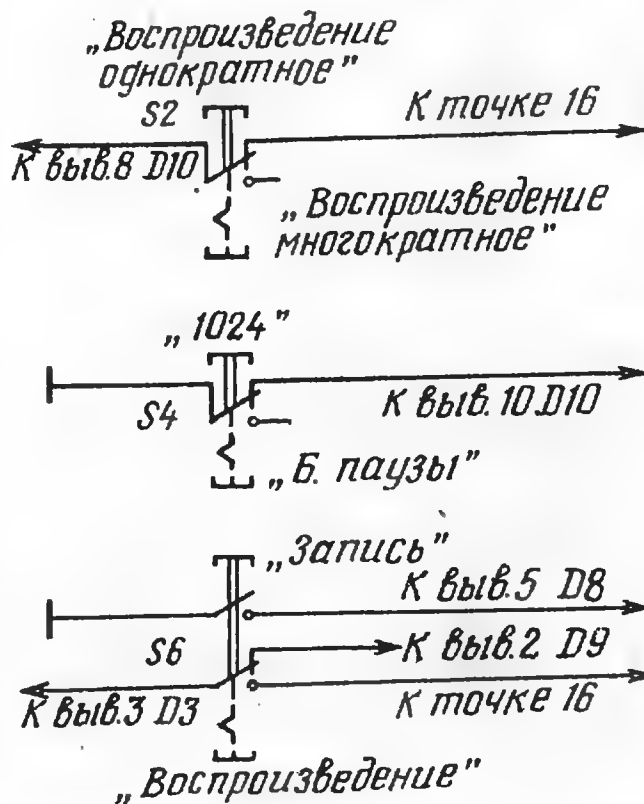 „Воспроизведение
однократное”
S2
К точке 16
К выв.8 D10
„Воспроизведение
многократное”
„1024”
S4
К выв.10 D10
„Б. паузы”
„Запись”
К выв.5 D8
S6
К выв.2 D9
К выв.3 D3
К точке 16
„Воспроизведение”